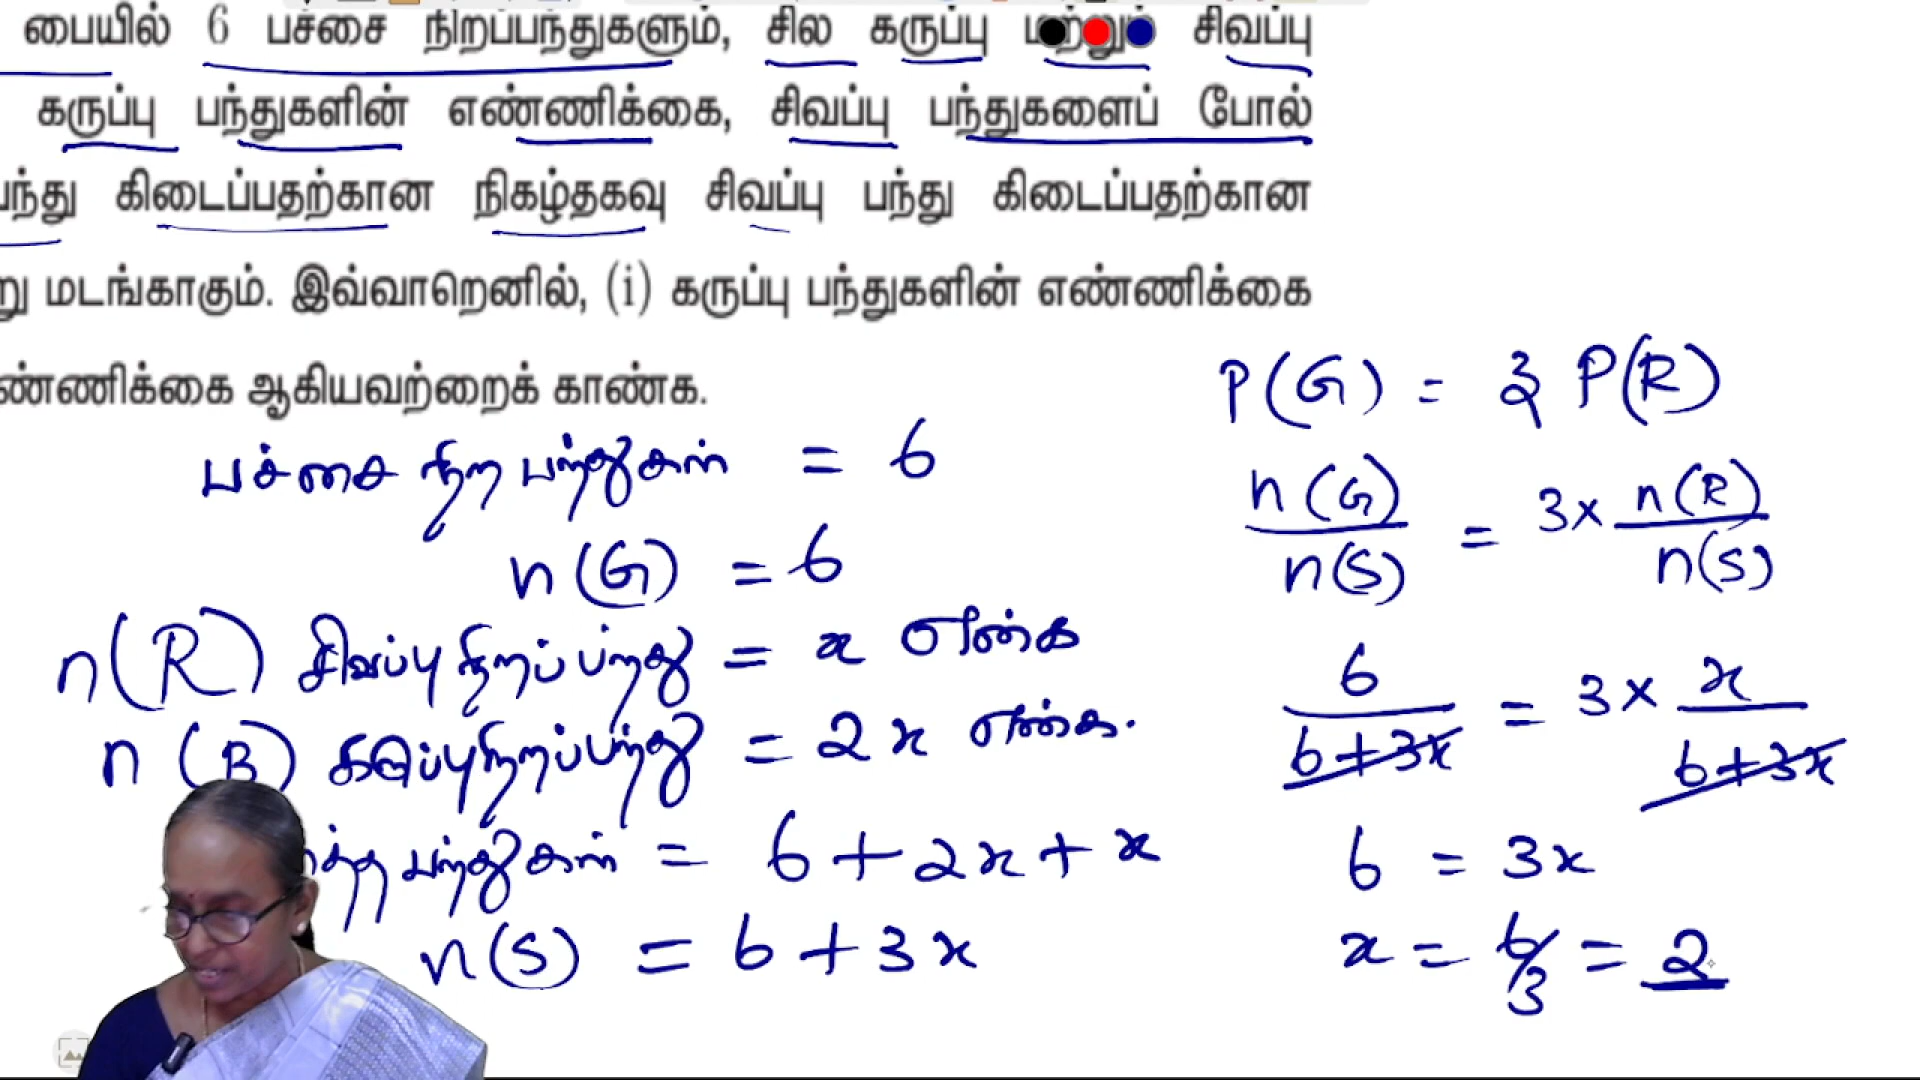 பையில் 6 பச்சை நிறப்பந்துகளும், சில கருப்பு மற்றும் சிவப்பு
கருப்பு பந்துகளின் எண்ணிக்கை, சிவப்பு பந்துகளைப் போல்
பந்து கிடைப்பதற்கான நிகழ்தகவு சிவப்பு பந்து கிடைப்பதற்கான
று மடங்காகும். இவ்வாறெனில், (i) கருப்பு பந்துகளின் எண்ணிக்கை
ண்ணிக்கை ஆகியவற்றைக் காண்க.
பச்சை நிற பந்துகள் = 6
n(G) = 6
n(R) சிவப்பு நிறப் பந்து = x என்க
n(B) கருப்பு நிறப்பந்து = 2x என்க.
த்த பந்துகள் = 6 + 2x + x
n(S) = 6 + 3x
P(G) = 3 P(R)
n(G)/n(S) = 3 × n(R)/n(S)
6/(6+3x) = 3 × x/(6+3x)
6 = 3x
x = 6/3 = 2